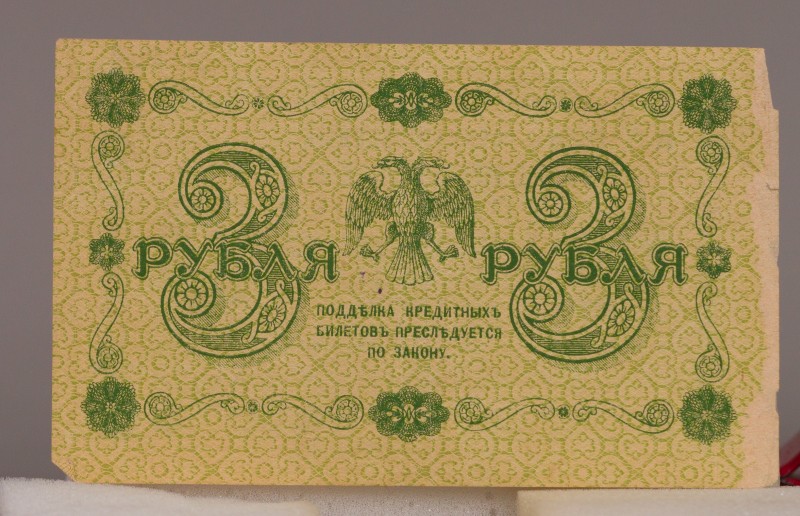 3 3
РУБЛЯ РУБЛЯ
ПОДДѢЛКА КРЕДИТНЫХЪ
БИЛЕТОВЪ ПРЕСЛѢДУЕТСЯ
ПО ЗАКОНУ.